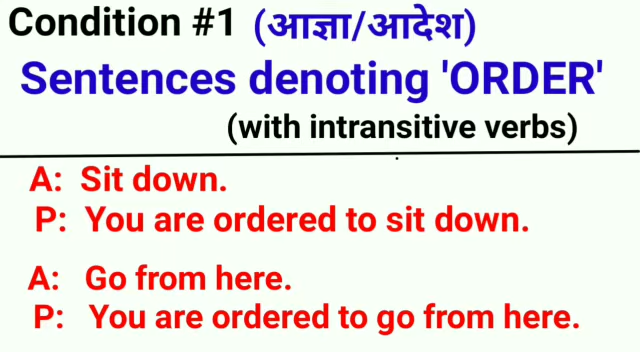 Condition #1 (आज्ञा/आदेश)
Sentences denoting 'ORDER'
(with intransitive verbs)
A: Sit down.
P: You are ordered to sit down.
A: Go from here.
P: You are ordered to go from here.